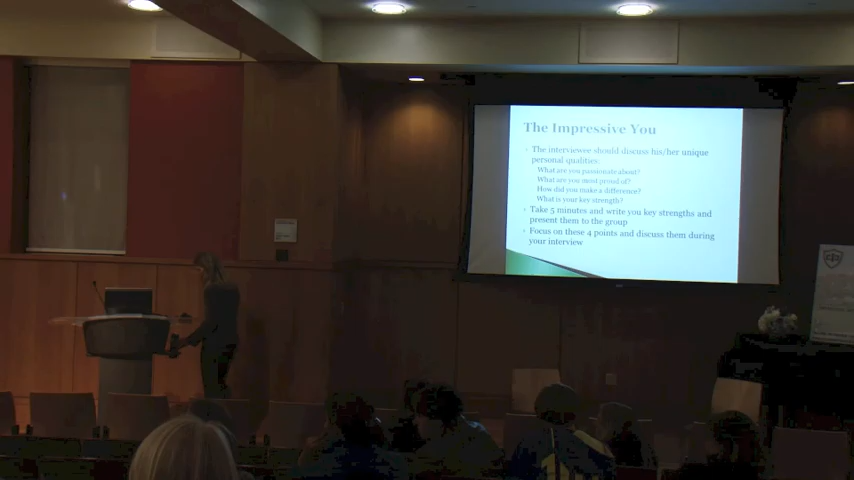 The Impressive You
The interviewee should discuss his/her unique
personal qualities:
What are you passionate about?
What are you most proud of?
How did you make a difference?
What is your key strength?
Take 5 minutes and write you key strengths and
present them to the group
Focus on these 4 points and discuss them during
your interview